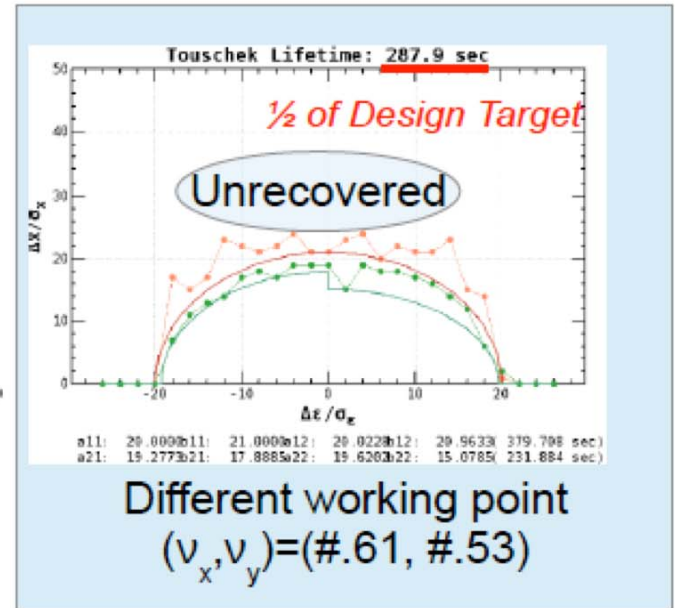 Touschek Lifetime: 287.9 sec
½ of Design Target
Unrecovered
50
40
30
20
10
0
Δx/σx
-20 -10 0 10 20
Δε/σε
a11: 20.0000b11: 21.0000a12: 20.0228b12: 20.9633( 379.708 sec)
a21: 19.2773b21: 17.8885a22: 19.6202b22: 15.0785( 231.884 sec)
Different working point
(νx,νy)=(#.61, #.53)